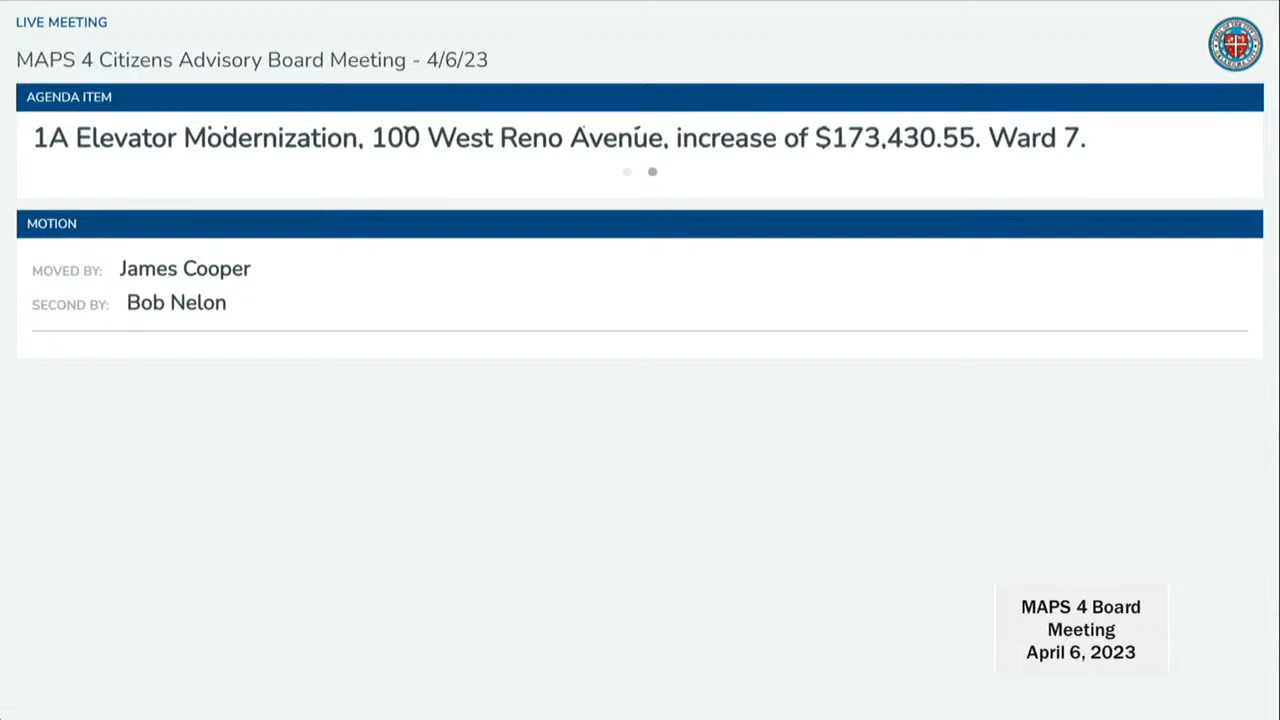 LIVE MEETING
MAPS 4 Citizens Advisory Board Meeting - 4/6/23
AGENDA ITEM
1A Elevator Modernization, 100 West Reno Avenue, increase of $173,430.55. Ward 7.
MOTION
MOVED BY: James Cooper
SECOND BY: Bob Nelon
MAPS 4 Board
Meeting
April 6, 2023